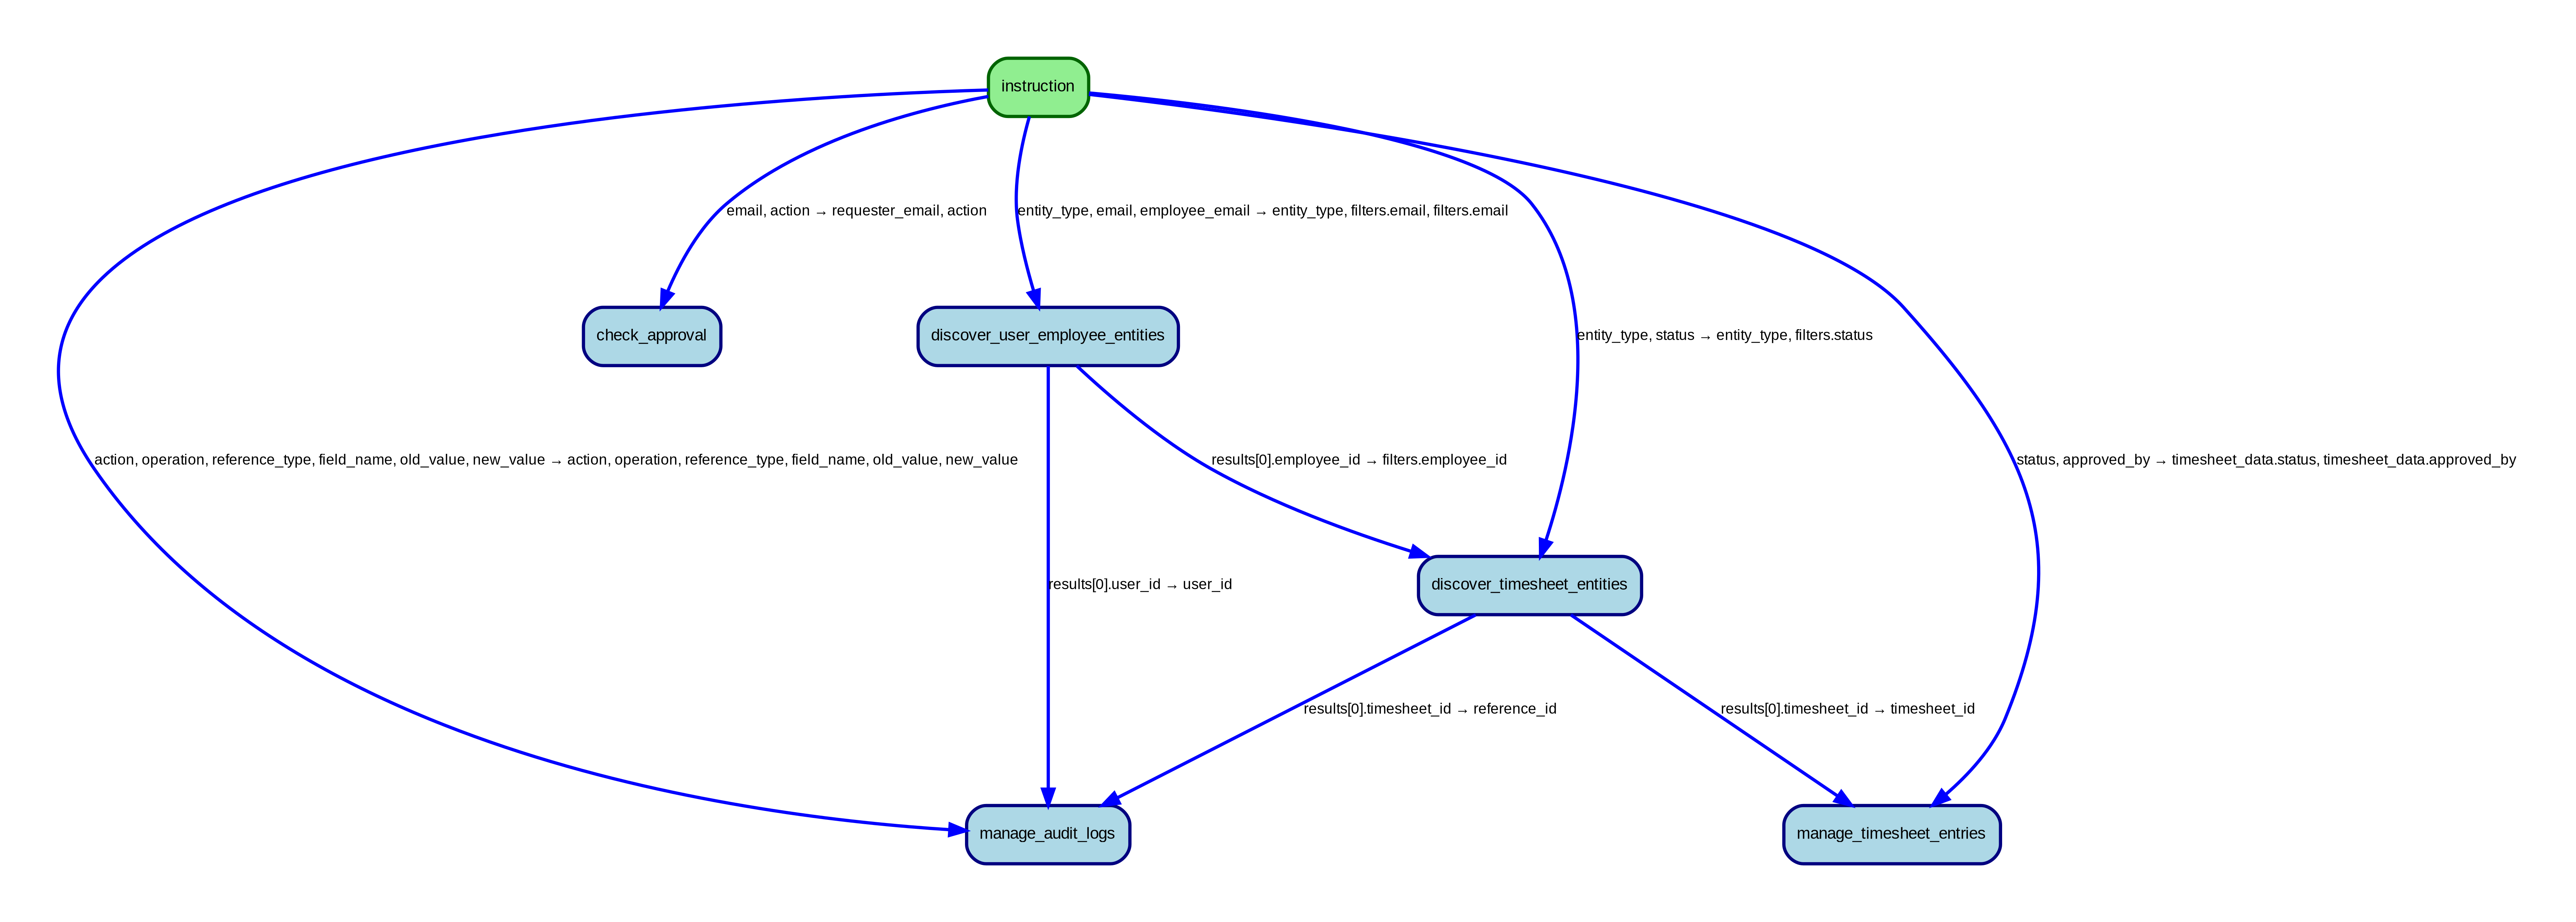 instruction
email, action → requester_email, action
entity_type, email, employee_email → entity_type, filters.email, filters.email
check_approval
discover_user_employee_entities
entity_type, status → entity_type, filters.status
action, operation, reference_type, field_name, old_value, new_value → action, operation, reference_type, field_name, old_value, new_value
results[0].employee_id → filters.employee_id
status, approved_by → timesheet_data.status, timesheet_data.approved_by
results[0].user_id → user_id
discover_timesheet_entities
results[0].timesheet_id → reference_id
results[0].timesheet_id → timesheet_id
manage_audit_logs
manage_timesheet_entries